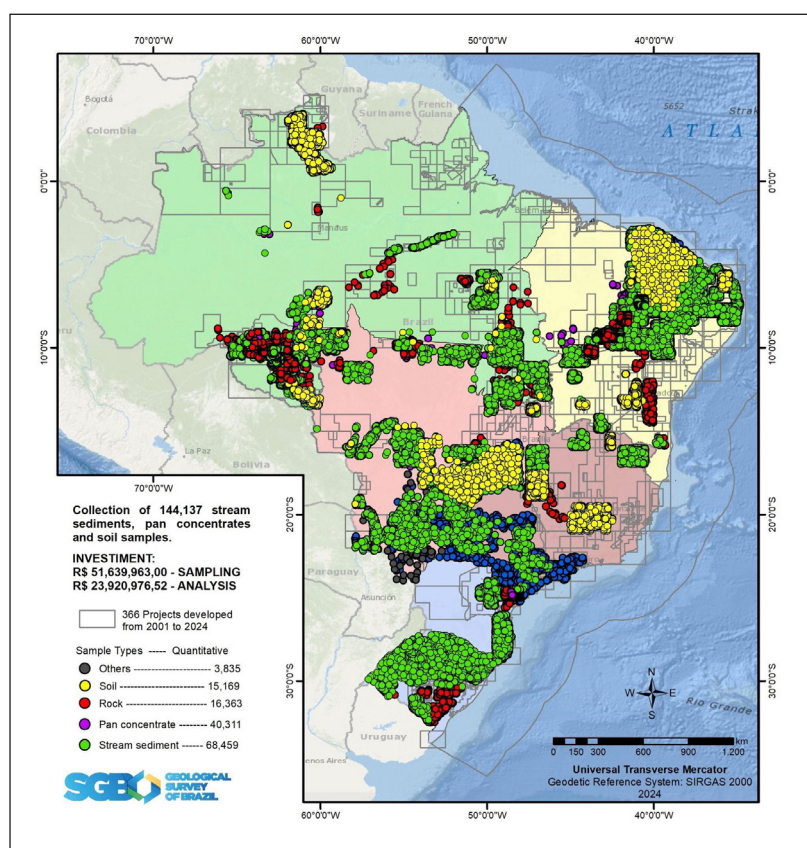 70°0'0"W 60°0'0"W 50°0'0"W 40°0'0"W
5652
Guyana
Bogotá
Suriname
French
Guiana
Colombia
A T L A
0°0'0"
0°0'0"
Belém
Manaus
Brazil
10°0'0"S
10°0'0"S
La Paz
Bolivia
70°0'0"W
Collection of 144,137 stream
sediments, pan concentrates
and soil samples.
20°0'0"S
20°0'0"S
INVESTIMENT:
R$ 51,639,963,00 - SAMPLING
R$ 23,920,976,52 - ANALYSIS
Paraguay
Asunción
366 Projects developed
from 2001 to 2024
Sample Types ----- Quantitative
Others ---------------------- 3,835
Soil -------------------------- 15,169
Rock ----------------------- 16,363
Pan concentrate -------- 40,311
Stream sediment ------ 68,459
30°0'0"S
30°0'0"S
N
W E
S
Rio Grande
Uruguay
km
0 150 300 600 900 1.200
Universal Transverse Mercator
Geodetic Reference System: SIRGAS 2000
2024
SGB
GEOLOGICAL
SURVEY
OF BRAZIL
enos Aires
60°0'0"W 50°0'0"W 40°0'0"W